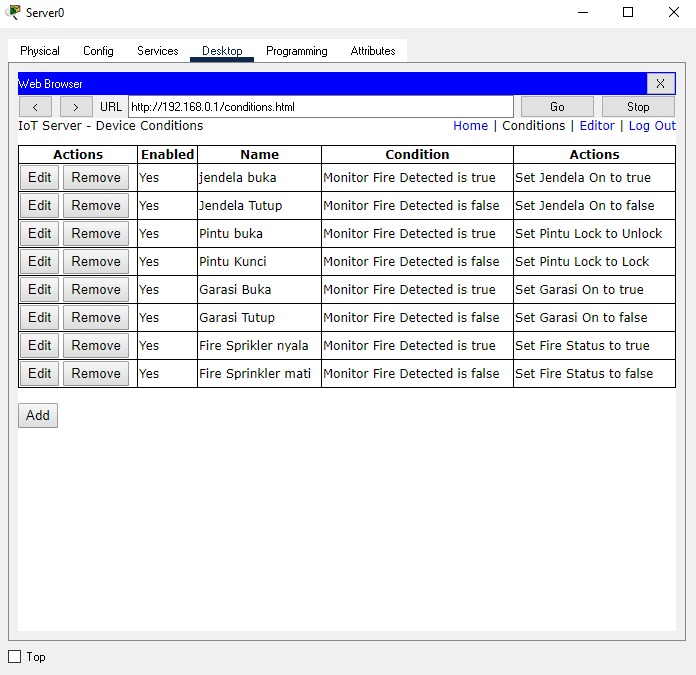 Server0
Physical Config Services Desktop Programming Attributes
Web Browser X
< > URL http://192.168.0.1/conditions.html Go Stop
IoT Server - Device Conditions Home | Conditions | Editor | Log Out
Actions Enabled Name Condition Actions
Edit Remove Yes jendela buka Monitor Fire Detected is true Set Jendela On to true
Edit Remove Yes Jendela Tutup Monitor Fire Detected is false Set Jendela On to false
Edit Remove Yes Pintu buka Monitor Fire Detected is true Set Pintu Lock to Unlock
Edit Remove Yes Pintu Kunci Monitor Fire Detected is false Set Pintu Lock to Lock
Edit Remove Yes Garasi Buka Monitor Fire Detected is true Set Garasi On to true
Edit Remove Yes Garasi Tutup Monitor Fire Detected is false Set Garasi On to false
Edit Remove Yes Fire Sprikler nyala Monitor Fire Detected is true Set Fire Status to true
Edit Remove Yes Fire Sprinkler mati Monitor Fire Detected is false Set Fire Status to false
Add
Top